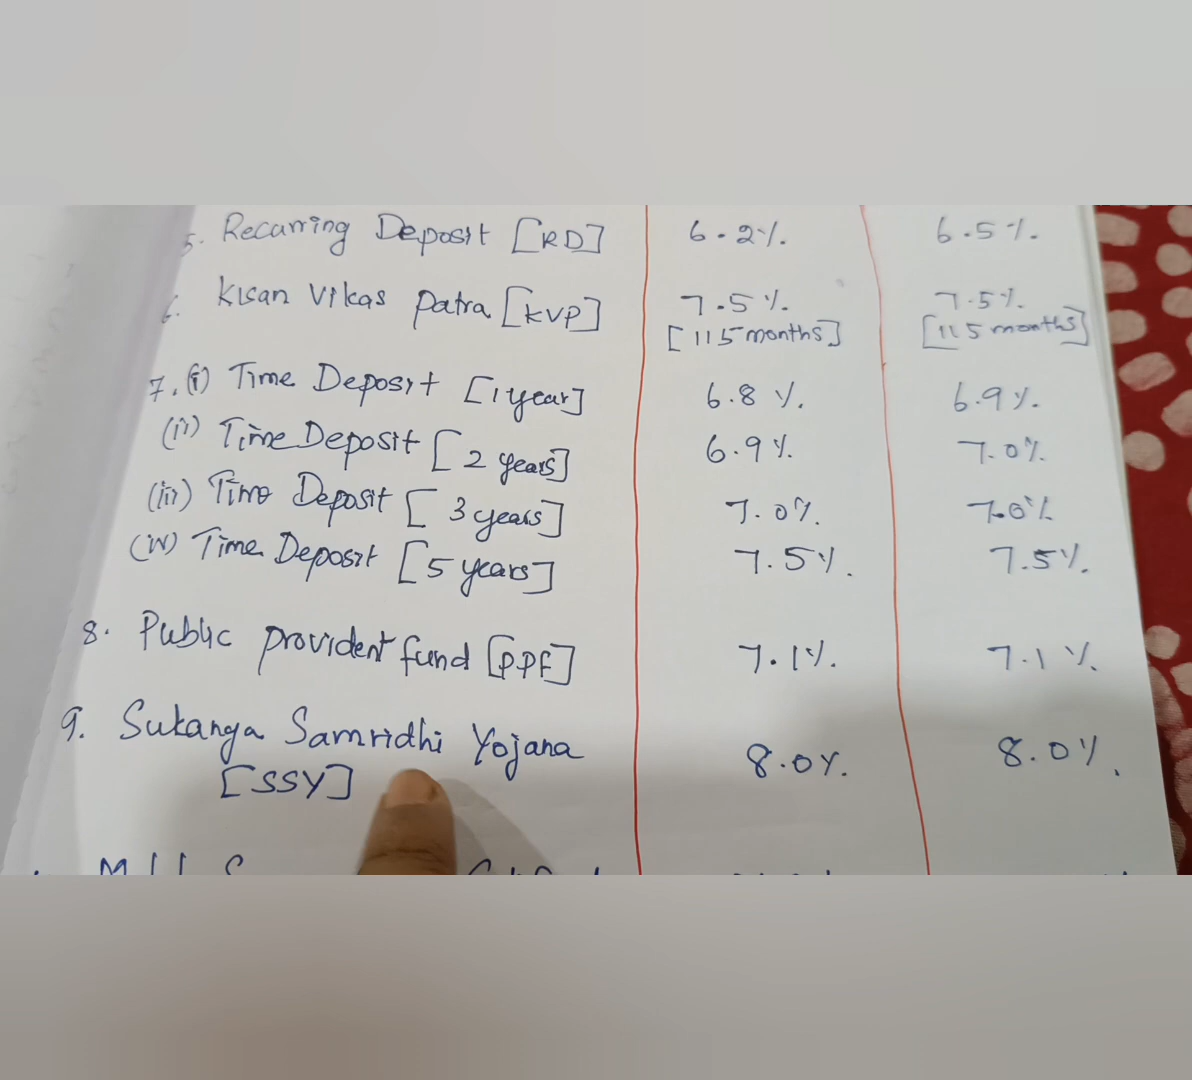 5. Recurring Deposit [RD] 6.2% 6.5%
6. Kisan Vikas Patra [KVP] 7.5% 7.5%
[115 months] [115 months]
7. (i) Time Deposit [1 year] 6.8% 6.9%
(ii) Time Deposit [2 years] 6.9% 7.0%
(iii) Time Deposit [3 years] 7.0% 7.0%
(iv) Time Deposit [5 years] 7.5% 7.5%
8. Public provident fund [PPF] 7.1% 7.1%
9. Sukanya Samridhi Yojana 8.0% 8.0%
[SSY]